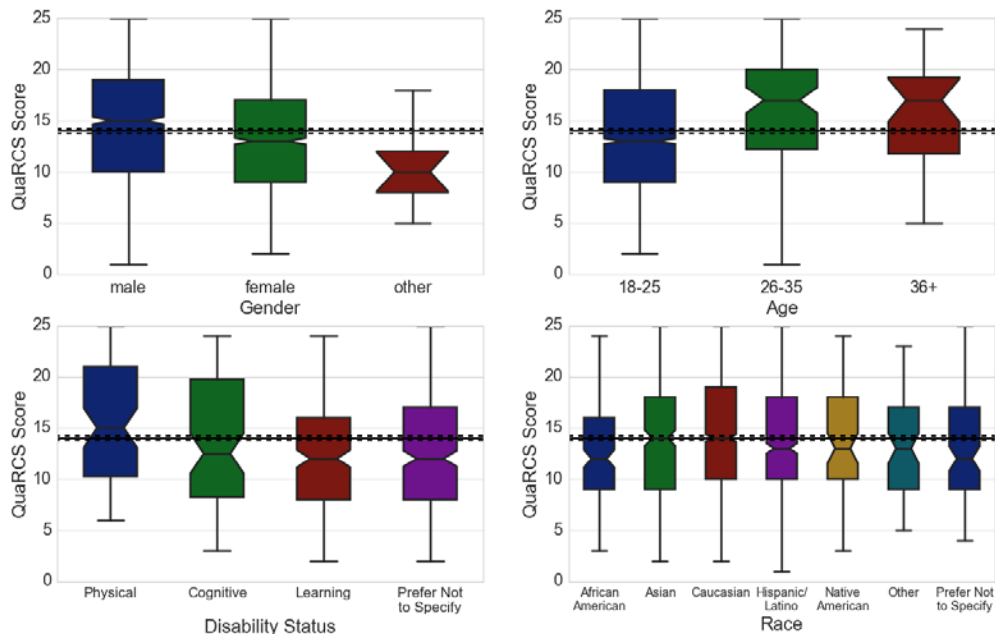 25
20
15
10
5
0
QuaRCS Score
male female other
Gender
25
20
15
10
5
0
QuaRCS Score
18-25 26-35 36+
Age
25
20
15
10
5
0
QuaRCS Score
Physical Cognitive Learning Prefer Not
to Specify
Disability Status
25
20
15
10
5
0
QuaRCS Score
African Asian Caucasian Hispanic/ Native Other Prefer Not
American Latino American to Specify
Race